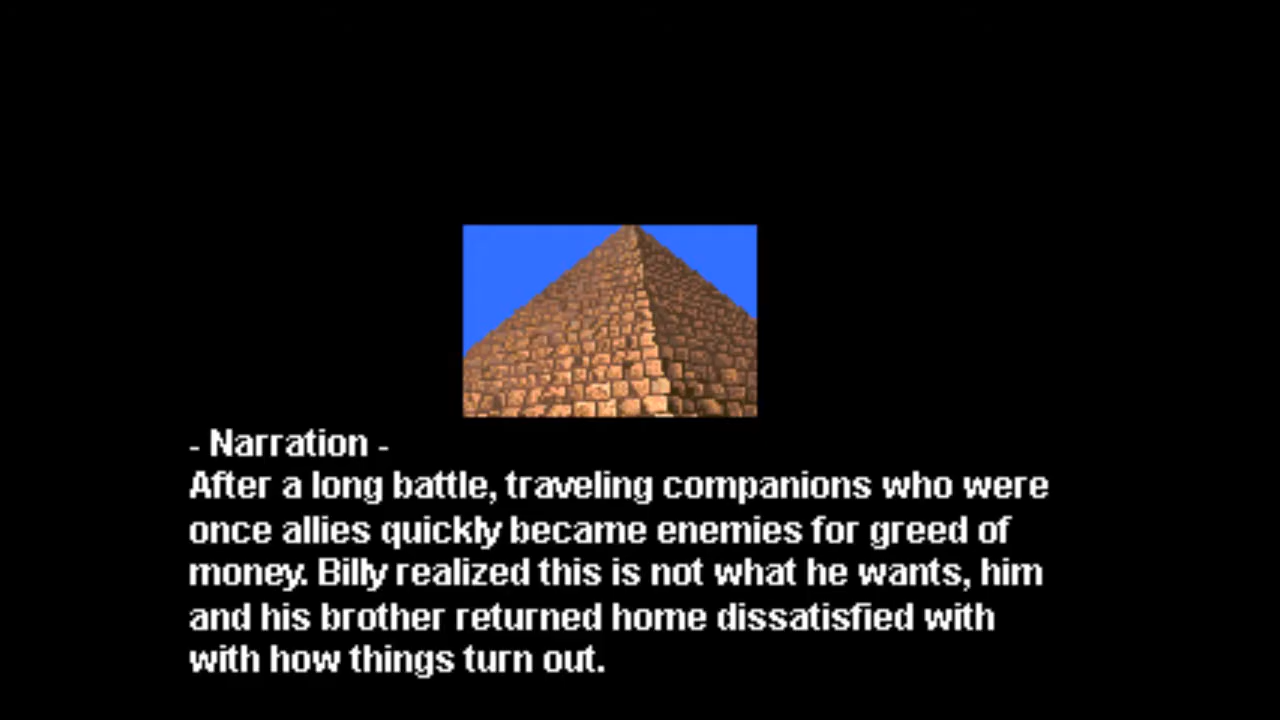 - Narration -
After a long battle, traveling companions who were
once allies quickly became enemies for greed of
money. Billy realized this is not what he wants, him
and his brother returned home dissatisfied with
with how things turn out.